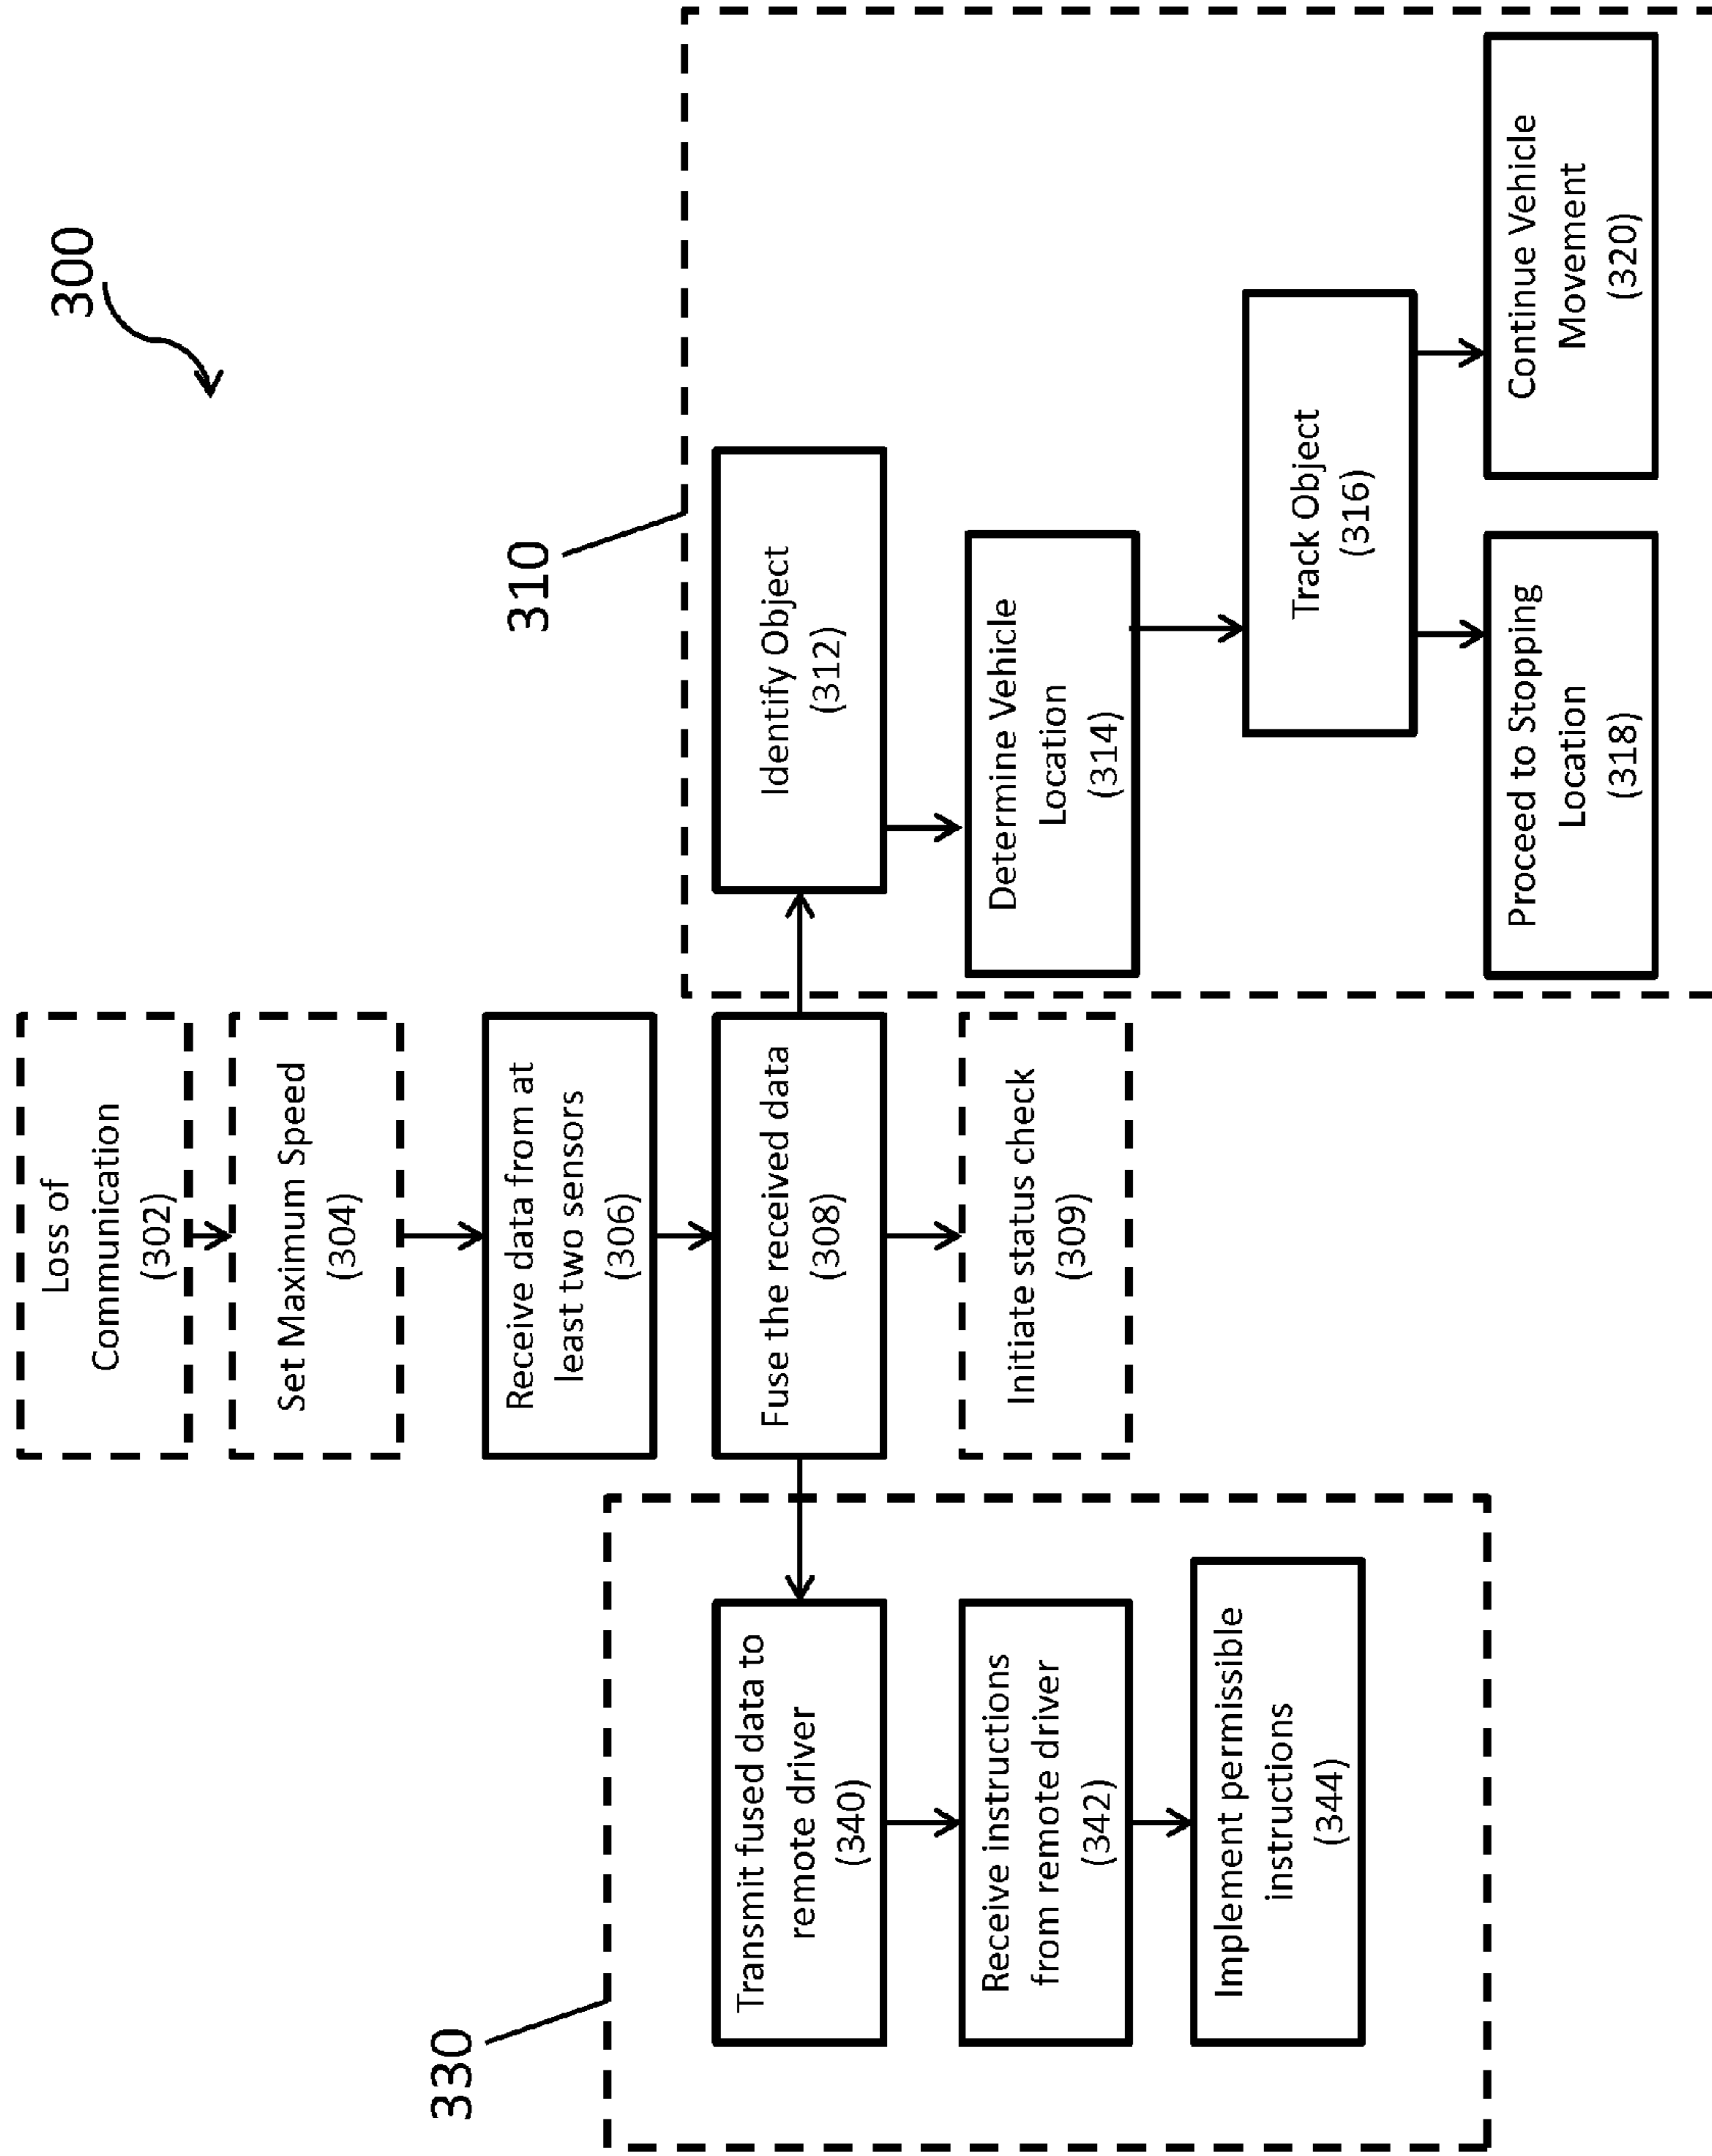 300
Loss of
Communication
(302)
Set Maximum Speed
(304)
Receive data from at
least two sensors
(306)
Fuse the received data
(308)
Initiate status check
(309)
330
Transmit fused data to
remote driver
(340)
Receive instructions
from remote driver
(342)
Implement permissible
instructions
(344)
310
Identify Object
(312)
Determine Vehicle
Location
(314)
Track Object
(316)
Proceed to Stopping
Location
(318)
Continue Vehicle
Movement
(320)